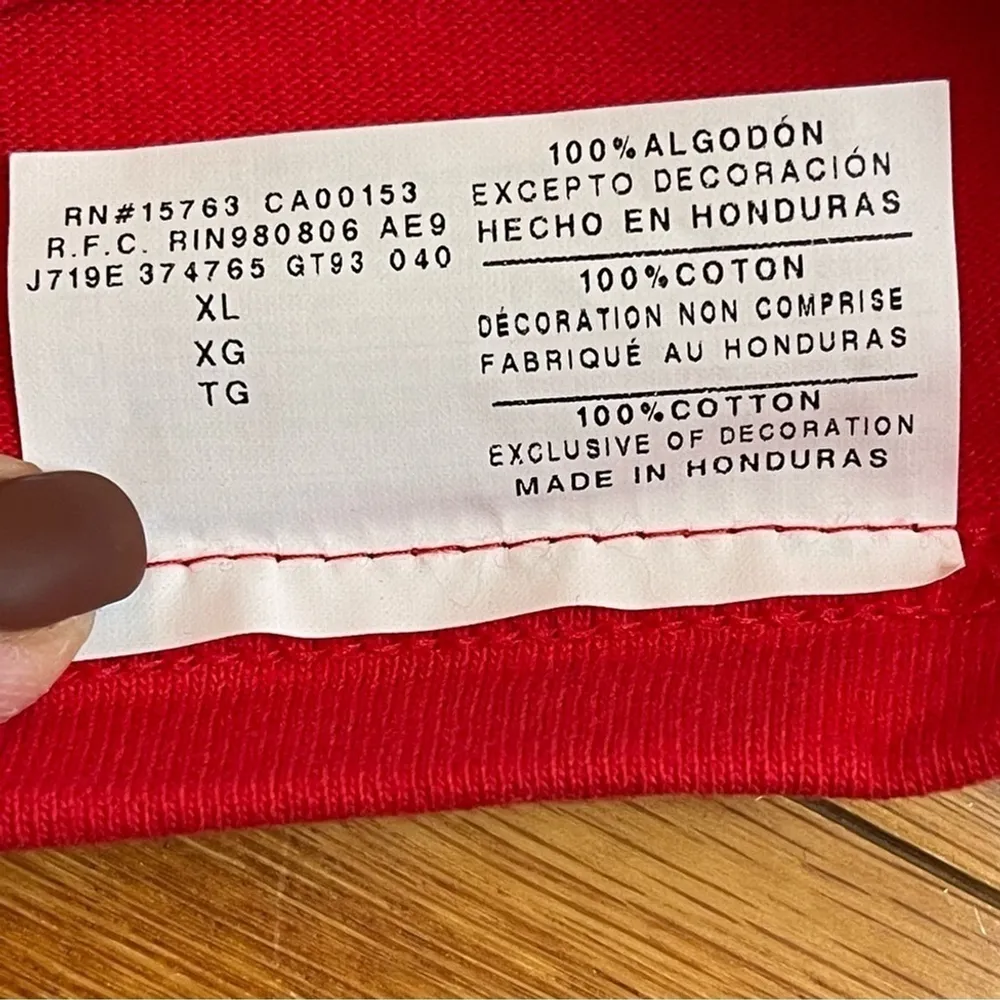 RN#15763 CA00153
R.F.C. RIN980806 AE9
J719E 374765 GT93 040
XL
XG
TG
100% ALGODÓN
EXCEPTO DECORACIÓN
HECHO EN HONDURAS
100% COTON
DÉCORATION NON COMPRISE
FABRIQUÉ AU HONDURAS
100% COTTON
EXCLUSIVE OF DECORATION
MADE IN HONDURAS